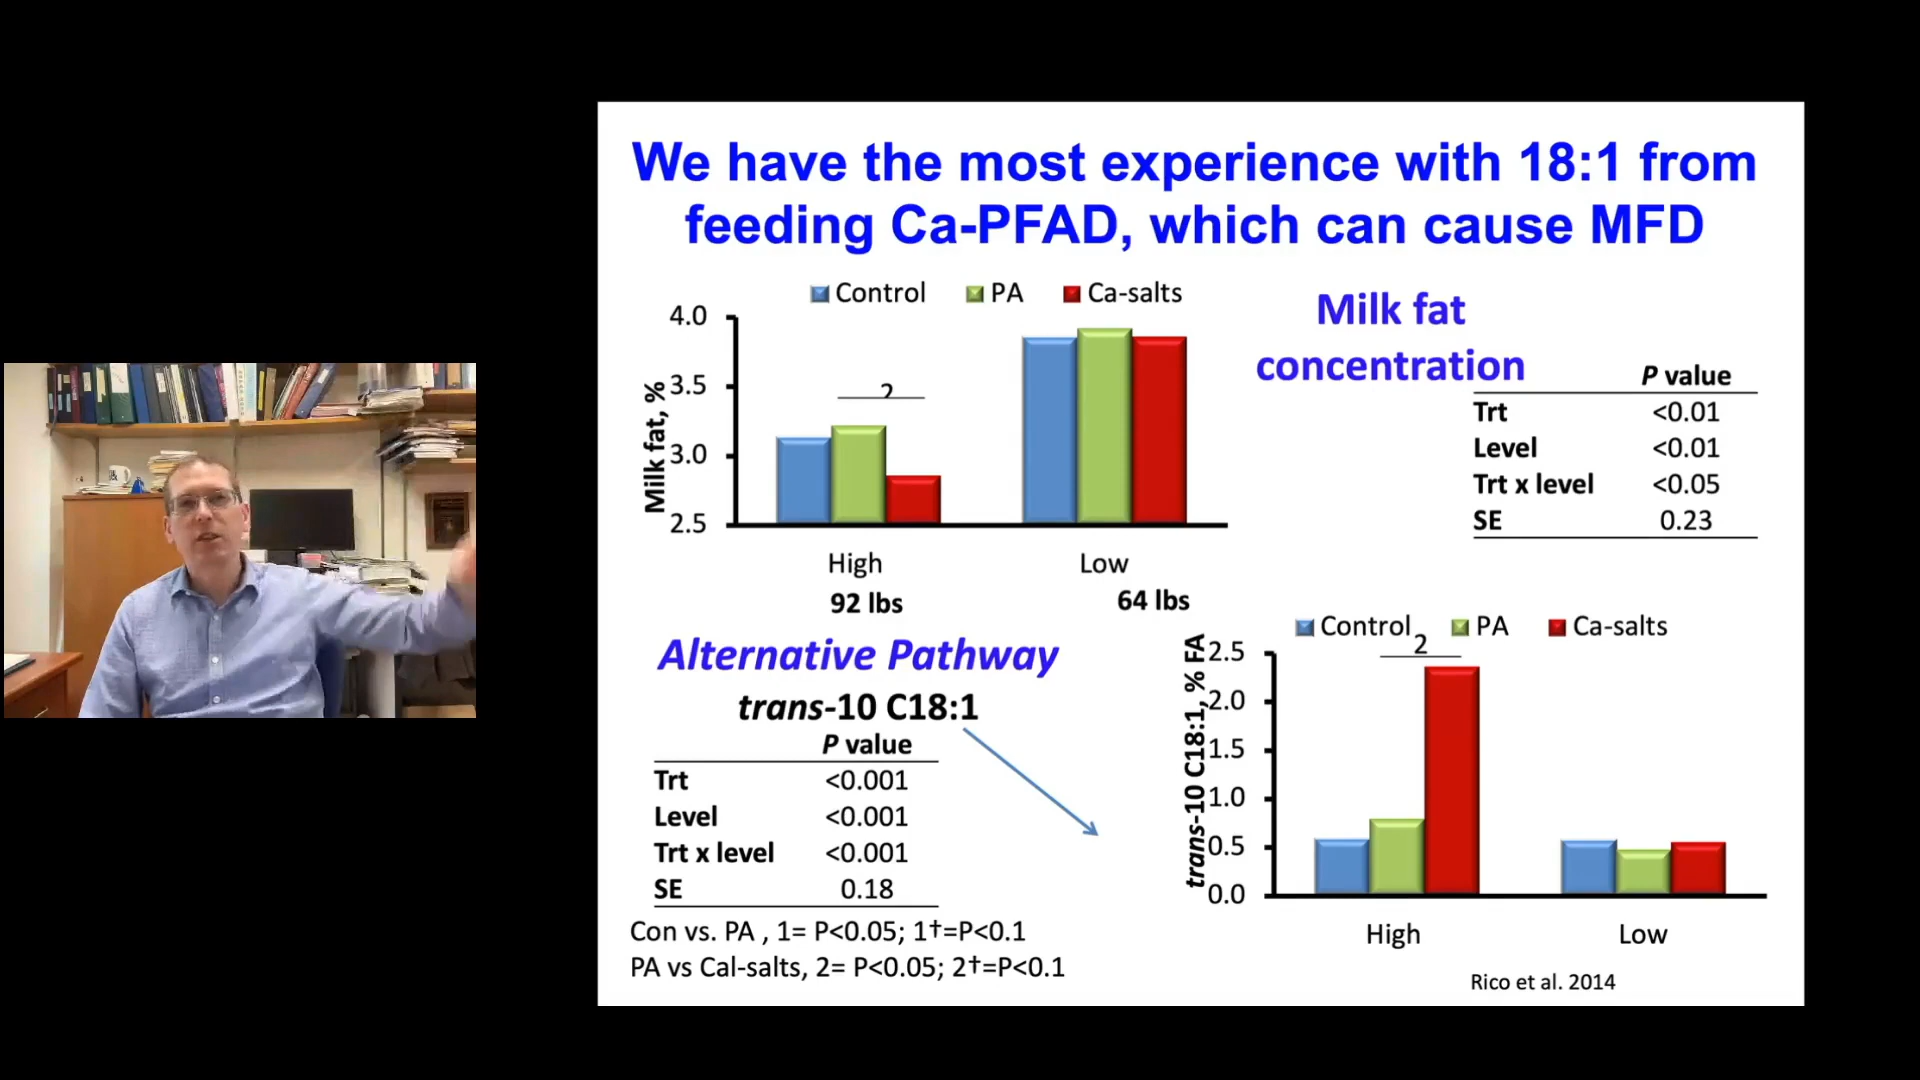 We have the most experience with 18:1 from
feeding Ca-PFAD, which can cause MFD
Control PA Ca-salts
Milk fat
concentration
4.0
3.5
3.0
2.5
Milk fat, %
2
High Low
92 lbs 64 lbs
P value
Trt <0.01
Level <0.01
Trt x level <0.05
SE 0.23
Alternative Pathway
trans-10 C18:1
P value
Trt <0.001
Level <0.001
Trt x level <0.001
SE 0.18
Control PA Ca-salts
2
trans-10 C18:1, % FA
2.5
2.0
1.5
1.0
0.5
0.0
High Low
Con vs. PA , 1= P<0.05; 1†=P<0.1
PA vs Cal-salts, 2= P<0.05; 2†=P<0.1
Rico et al. 2014